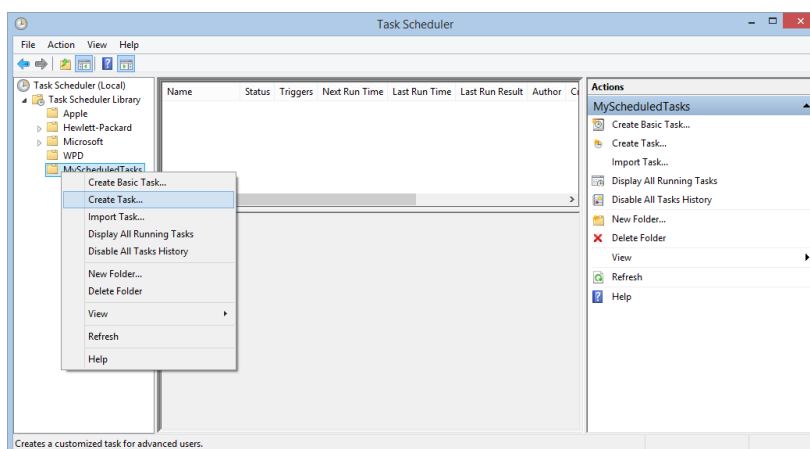 Task Scheduler
File Action View Help
Task Scheduler (Local)
Task Scheduler Library
Apple
Hewlett-Packard
Microsoft
WPD
MyScheduledTasks
Create Basic Task...
Create Task...
Import Task...
Display All Running Tasks
Disable All Tasks History
New Folder...
Delete Folder
View
Refresh
Help
Name Status Triggers Next Run Time Last Run Time Last Run Result Author
Actions
MyScheduledTasks
Create Basic Task...
Create Task...
Import Task...
Display All Running Tasks
Disable All Tasks History
New Folder...
Delete Folder
View
Refresh
Help
Creates a customized task for advanced users.